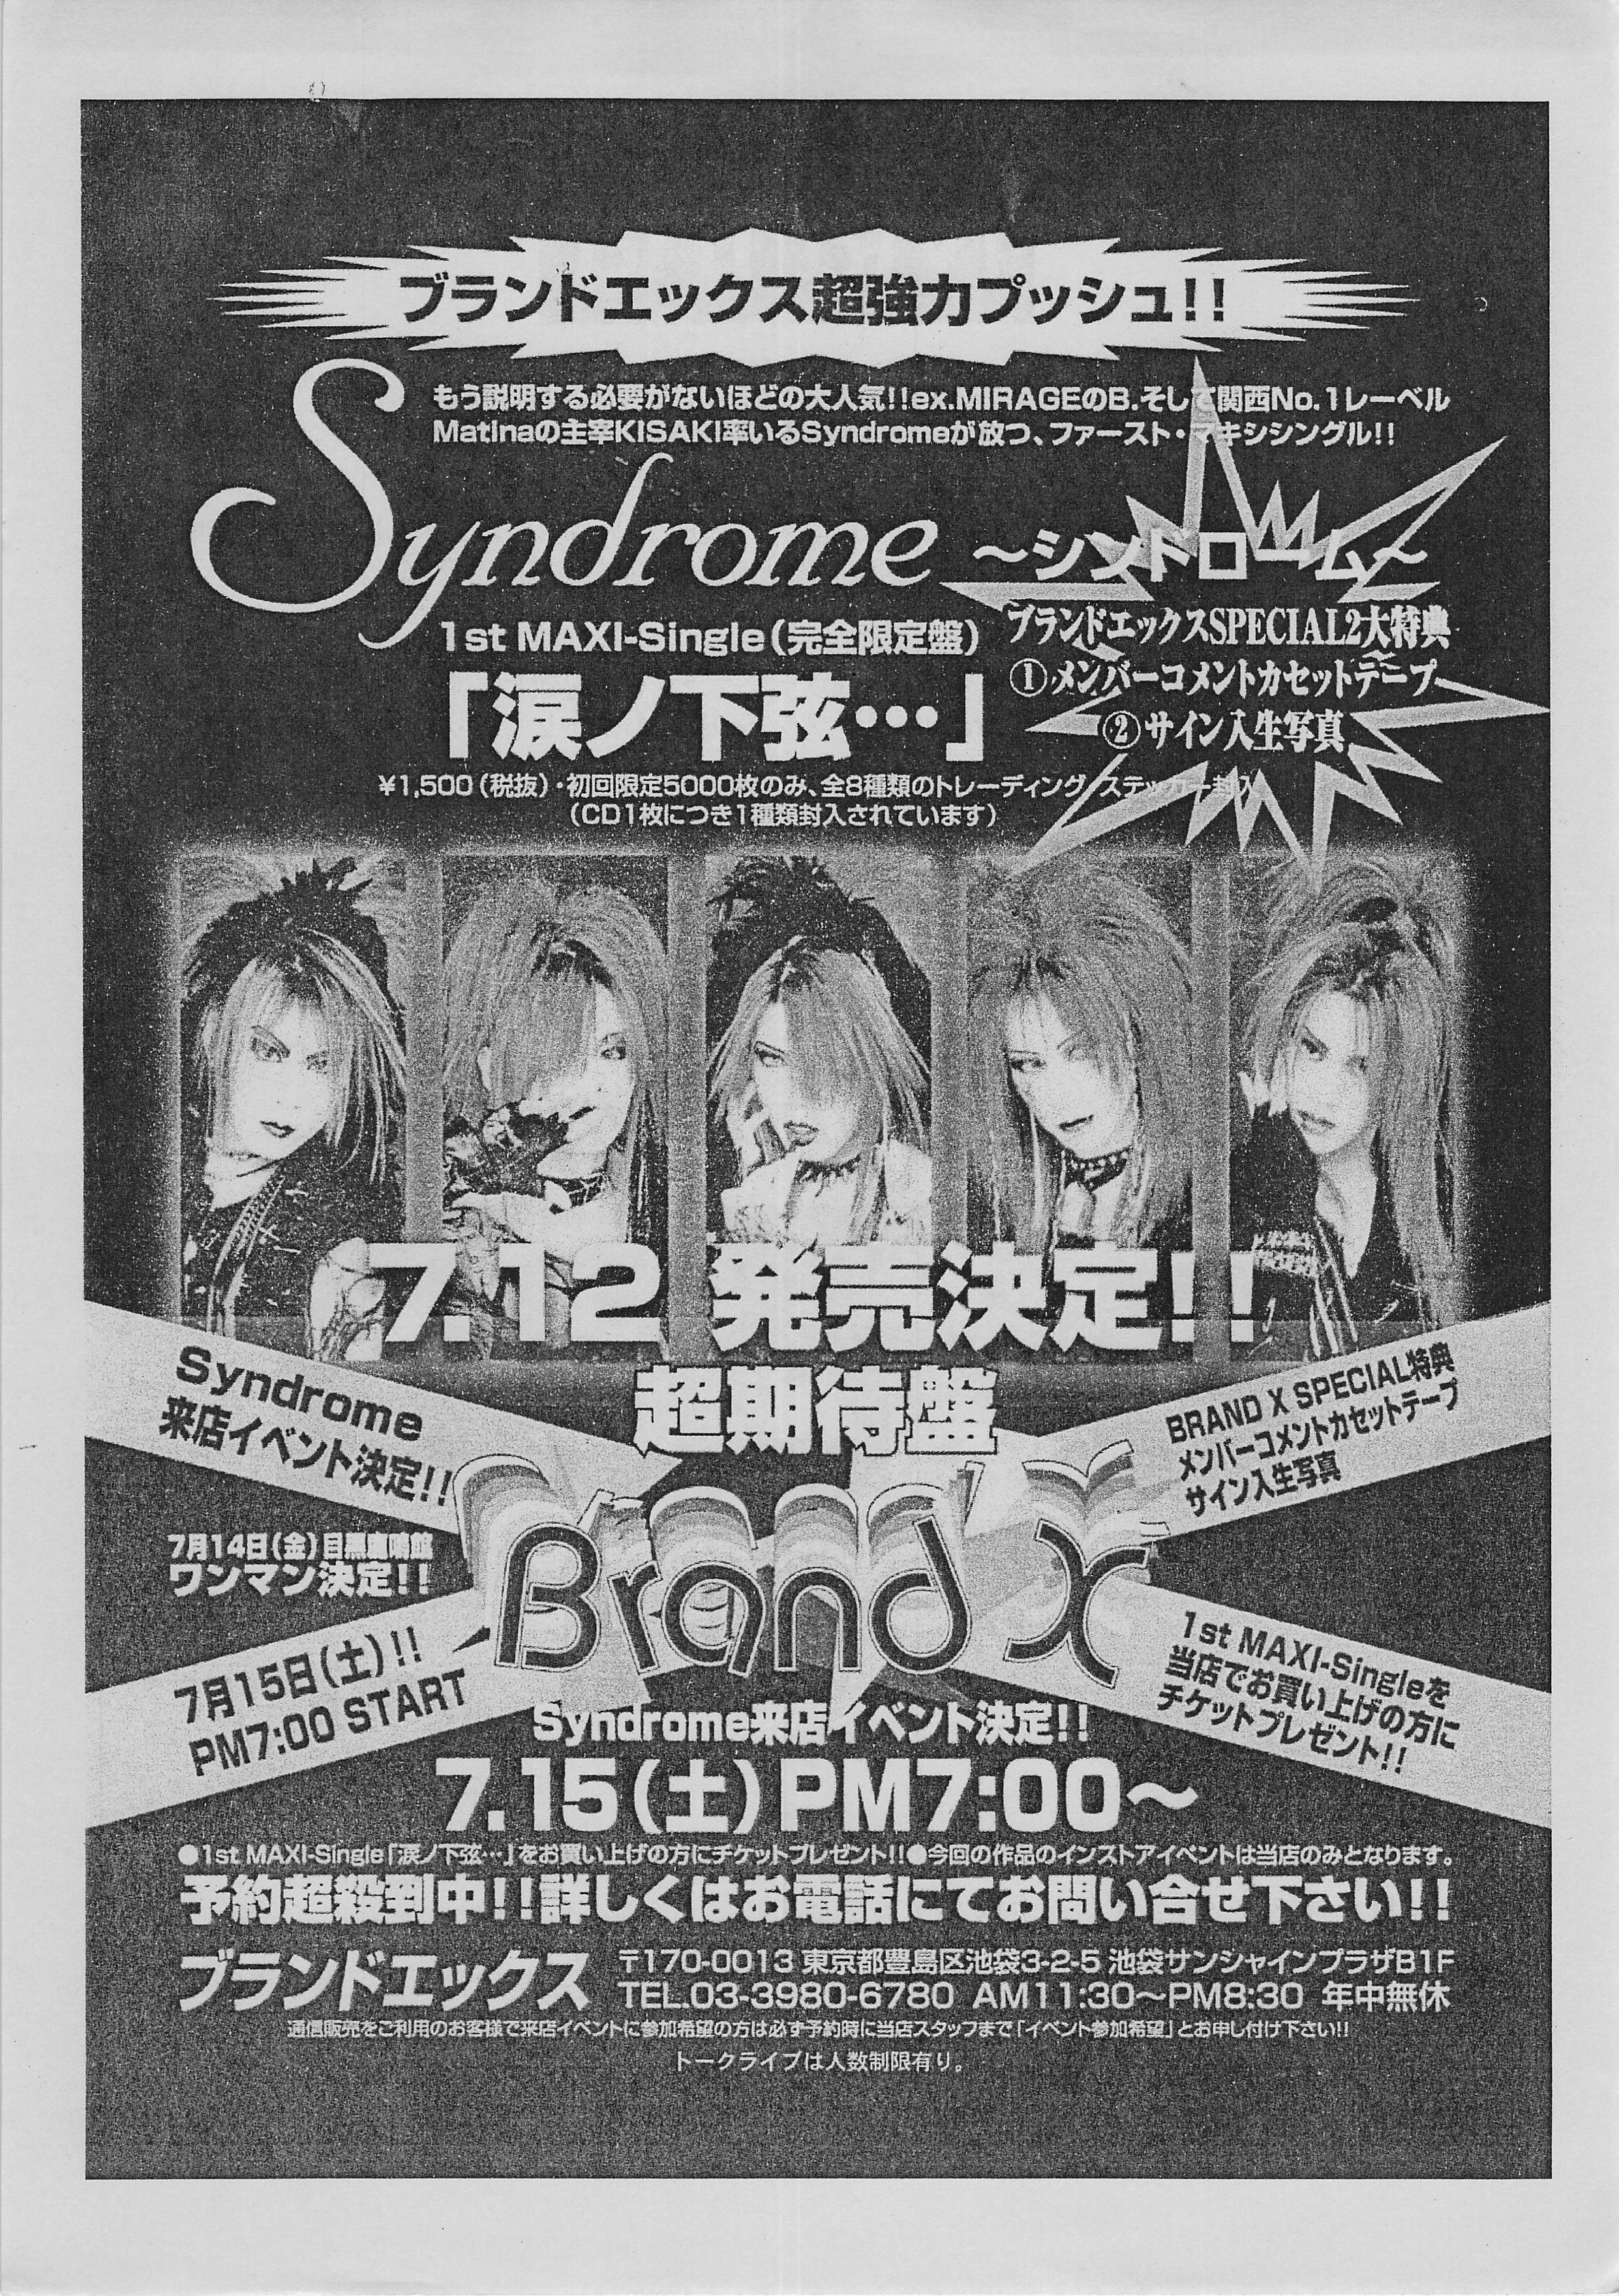 ブランドエックス超強力プッシュ!!
もう説明する必要がないほどの大人気!!ex.MIRAGEのB.そして関西No.1レーベル
Matinaの主宰KISAKI率いるSyndromeが放つ、ファースト・マキシシングル!!
Syndrome
〜シンドローム〜
1st MAXI-Single(完全限定盤)
「涙ノ下弦…」
ブランドエックスSPECIAL2大特典
①メンバーコメントカセットテープ
②サイン入生写真
¥1,500(税抜)・初回限定5000枚のみ、全8種類のトレーディング・ステッカー封入
(CD1枚につき1種類封入されています)
7.12 発売決定!!
超期待盤
Syndrome
来店イベント決定!!
BRAND X SPECIAL特典
メンバーコメントカセットテープ
サイン入生写真
Brand X
7月14日(金)目黒鹿鳴館
ワンマン決定!!
7月15日(土)!!
PM7:00 START
1st MAXI-Singleを
当店でお買い上げの方に
チケットプレゼント!!
Syndrome来店イベント決定!!
7.15(土)PM7:00〜
●1st MAXI-Single「涙ノ下弦…」をお買い上げの方にチケットプレゼント!!●今回の作品のインストアイベントは当店のみとなります。
予約超殺到中!!詳しくはお電話にてお問い合せ下さい!!
ブランドエックス
〒170-0013 東京都豊島区池袋3-2-5 池袋サンシャインプラザB1F
TEL.03-3980-6780 AM11:30〜PM8:30 年中無休
通信販売をご利用のお客様で来店イベントに参加希望の方は必ず予約時に当店スタッフまで「イベント参加希望」とお申し付け下さい!!
トークライブは人数制限有り。